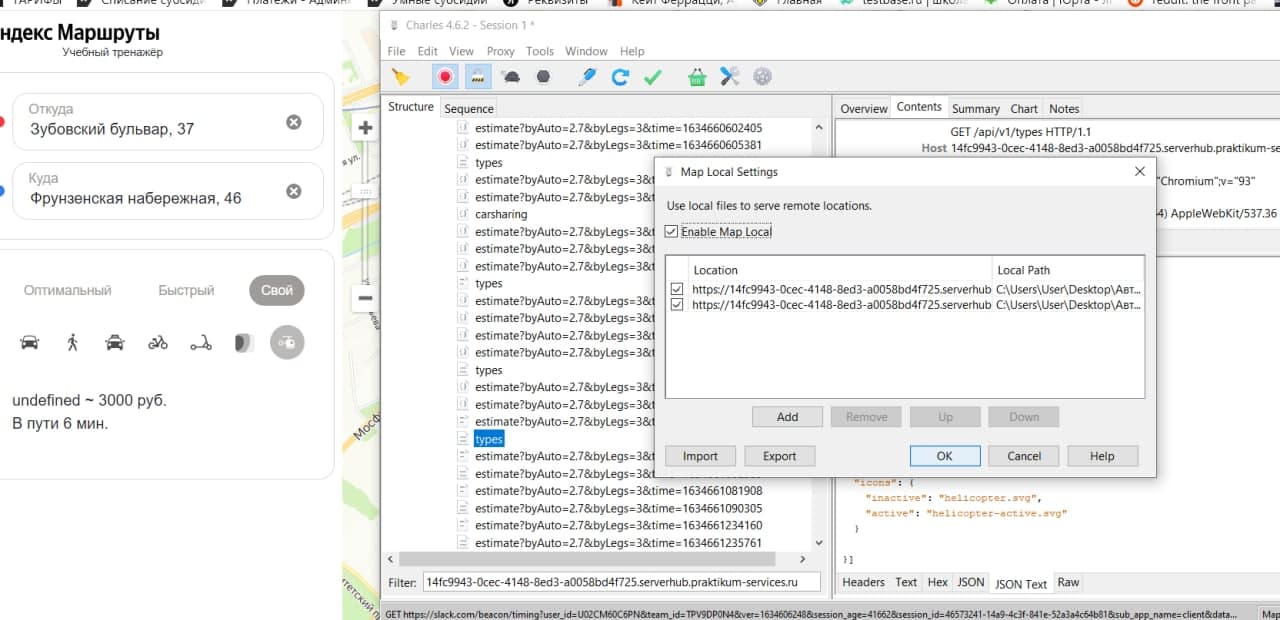 ндекс Маршруты
Учебный тренажёр
Откуда
Зубовский бульвар, 37
Куда
Фрунзенская набережная, 46
Оптимальный Быстрый Свой
undefined ~ 3000 руб.
В пути 6 мин.
Charles 4.6.2 - Session 1 *
File Edit View Proxy Tools Window Help
Structure Sequence
estimate?byAuto=2.7&byLegs=3&time=1634660602405
estimate?byAuto=2.7&byLegs=3&time=1634660605381
types
estimate?byAuto=2.7&byLegs=3&t
estimate?byAuto=2.7&byLegs=3&t
carsharing
estimate?byAuto=2.7&byLegs=3&t
estimate?byAuto=2.7&byLegs=3&t
estimate?byAuto=2.7&byLegs=3&t
types
estimate?byAuto=2.7&byLegs=3&t
estimate?byAuto=2.7&byLegs=3&t
estimate?byAuto=2.7&byLegs=3&t
estimate?byAuto=2.7&byLegs=3&t
types
estimate?byAuto=2.7&byLegs=3&t
estimate?byAuto=2.7&byLegs=3&t
estimate?byAuto=2.7&byLegs=3&t
types
estimate?byAuto=2.7&byLegs=3&t
estimate?byAuto=2.7&byLegs=3&t
estimate?byAuto=2.7&byLegs=3&time=1634661081908
estimate?byAuto=2.7&byLegs=3&time=1634661090305
estimate?byAuto=2.7&byLegs=3&time=1634661234160
estimate?byAuto=2.7&byLegs=3&time=1634661235761
Filter: 14fc9943-0cec-4148-8ed3-a0058bd4f725.serverhub.praktikum-services.ru
Overview Contents Summary Chart Notes
GET /api/v1/types HTTP/1.1
Host 14fc9943-0cec-4148-8ed3-a0058bd4f725.serverhub.praktikum-se
"Chromium";v="93"
4) AppleWebKit/537.36
Map Local Settings
Use local files to serve remote locations.
Enable Map Local
Location Local Path
https://14fc9943-0cec-4148-8ed3-a0058bd4f725.serverhub C:\Users\User\Desktop\Авт...
https://14fc9943-0cec-4148-8ed3-a0058bd4f725.serverhub C:\Users\User\Desktop\Авт...
Add Remove Up Down
Import Export OK Cancel Help
"icons": {
"inactive": "helicopter.svg",
"active": "helicopter-active.svg"
}
}]
Headers Text Hex JSON JSON Text Raw
GET https://slack.com/beacon/timing?user_id=U02CM60C6PN&team_id=TPV9DP0N4&ver=1634606248&session_age=41662&session_id=46573241-14a9-4c3f-841e-52a3a4c64b81&sub_app_name=client&data... Map